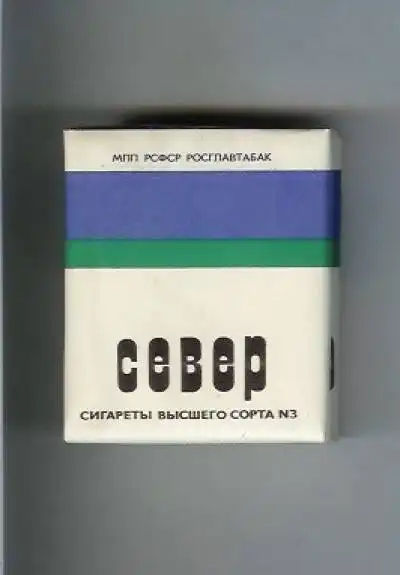 МПП РСФСР РОСГЛАВТАБАК
север
СИГАРЕТЫ ВЫСШЕГО СОРТА N3